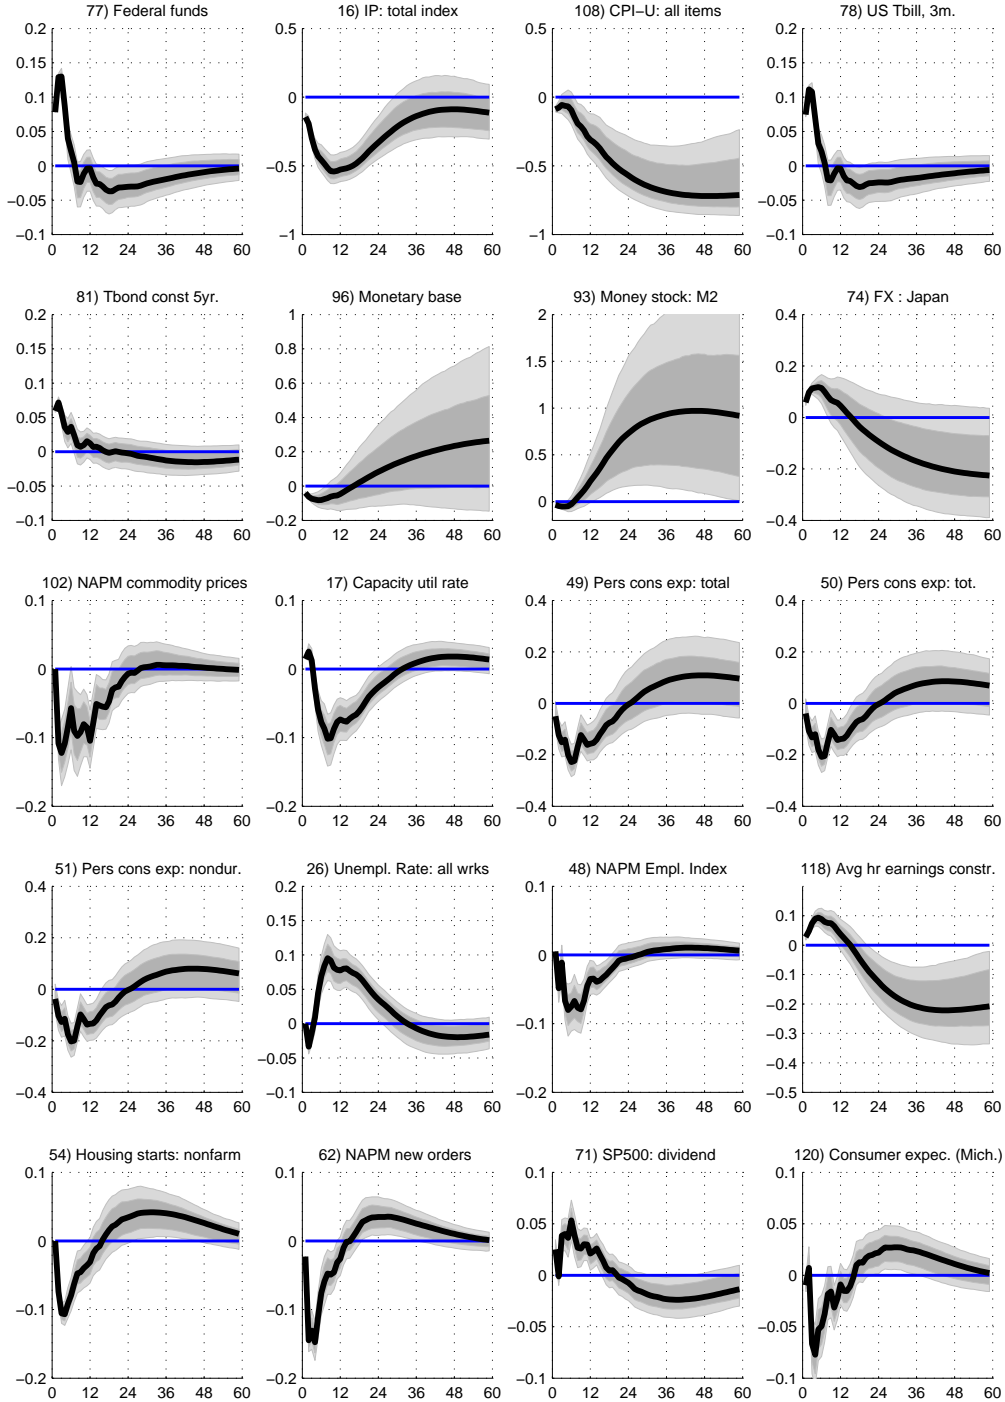 77) Federal funds
0.2
0.15
0.1
0.05
0
−0.05
−0.1
0 12 24 36 48 60
16) IP: total index
0.5
0
−0.5
−1
0 12 24 36 48 60
108) CPI−U: all items
0.5
0
−0.5
−1
0 12 24 36 48 60
78) US Tbill, 3m.
0.2
0.15
0.1
0.05
0
−0.05
−0.1
0 12 24 36 48 60
81) Tbond const 5yr.
0.2
0.15
0.1
0.05
0
−0.05
−0.1
0 12 24 36 48 60
96) Monetary base
1
0.8
0.6
0.4
0.2
0
−0.2
0 12 24 36 48 60
93) Money stock: M2
2
1.5
1
0.5
0
0 12 24 36 48 60
74) FX : Japan
0.4
0.2
0
−0.2
−0.4
0 12 24 36 48 60
102) NAPM commodity prices
0.1
0
−0.1
−0.2
0 12 24 36 48 60
17) Capacity util rate
0.1
0
−0.1
−0.2
0 12 24 36 48 60
49) Pers cons exp: total
0.4
0.2
0
−0.2
−0.4
0 12 24 36 48 60
50) Pers cons exp: tot.
0.4
0.2
0
−0.2
−0.4
0 12 24 36 48 60
51) Pers cons exp: nondur.
0.4
0.2
0
−0.2
−0.4
0 12 24 36 48 60
26) Unempl. Rate: all wrks
0.2
0.15
0.1
0.05
0
−0.05
−0.1
0 12 24 36 48 60
48) NAPM Empl. Index
0.1
0
−0.1
−0.2
0 12 24 36 48 60
118) Avg hr earnings constr.
0.1
0
−0.1
−0.2
−0.3
−0.4
−0.5
0 12 24 36 48 60
54) Housing starts: nonfarm
0.1
0
−0.1
−0.2
0 12 24 36 48 60
62) NAPM new orders
0.1
0
−0.1
−0.2
0 12 24 36 48 60
71) SP500: dividend
0.1
0.05
0
−0.05
−0.1
0 12 24 36 48 60
120) Consumer expec. (Mich.)
0.1
0.05
0
−0.05
−0.1
0 12 24 36 48 60